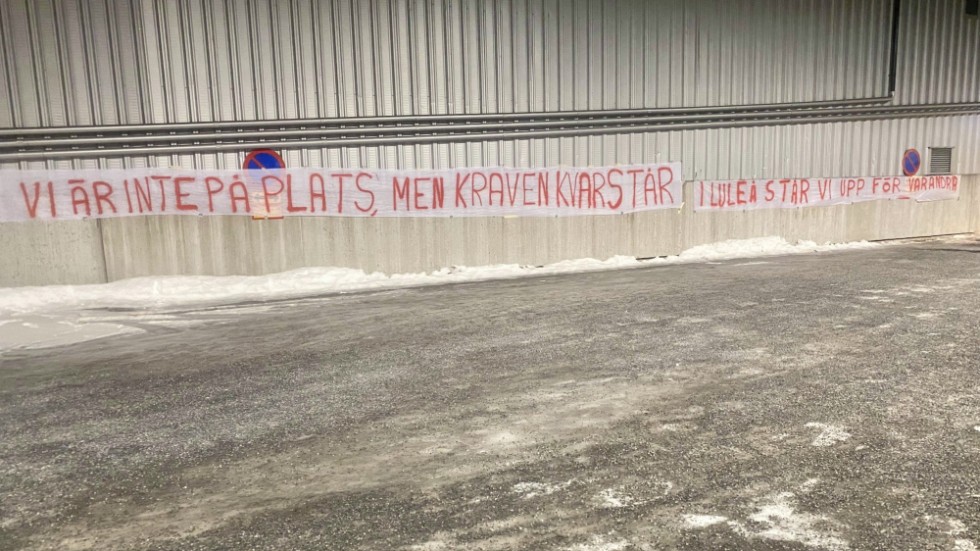 VI ÄR INTE PÅ PLATS, MEN KRAVEN KVARSTÅR
I LULEÅ STÅR VI UPP FÖR VARANDRA